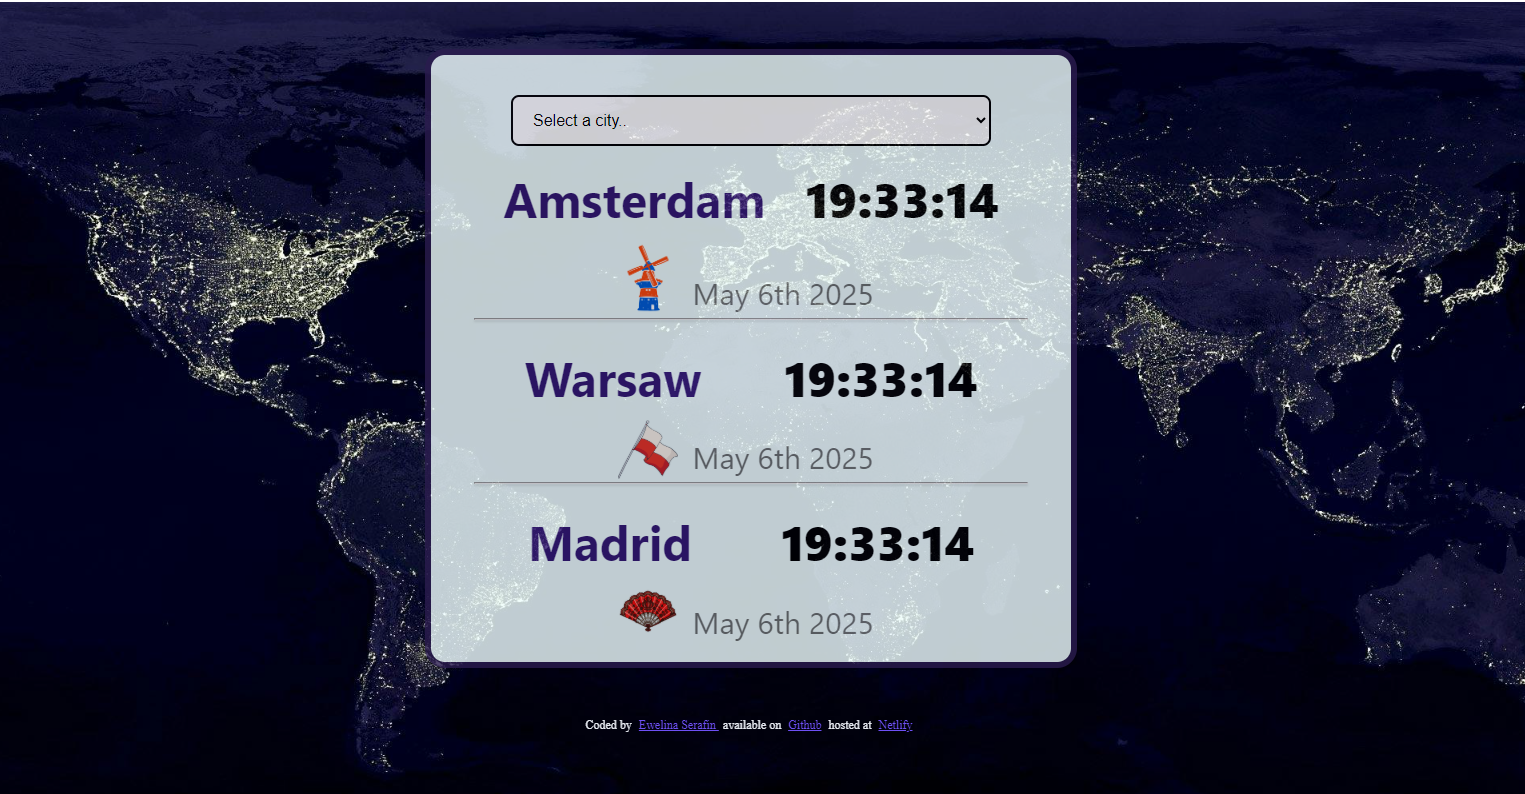 Select a city..
Amsterdam 19:33:14
May 6th 2025
Warsaw 19:33:14
May 6th 2025
Madrid 19:33:14
May 6th 2025
Coded by Ewelina Serafin available on Github hosted at Netlify